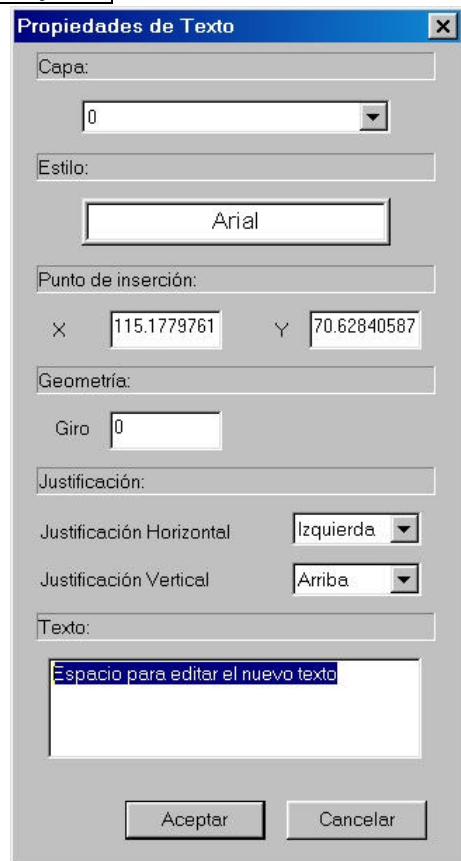 Propiedades de Texto
Capa:
0
Estilo:
Arial
Punto de inserción:
X 115.1779761 Y 70.62840587
Geometría:
Giro 0
Justificación:
Justificación Horizontal Izquierda
Justificación Vertical Arriba
Texto:
Espacio para editar el nuevo texto
Aceptar Cancelar